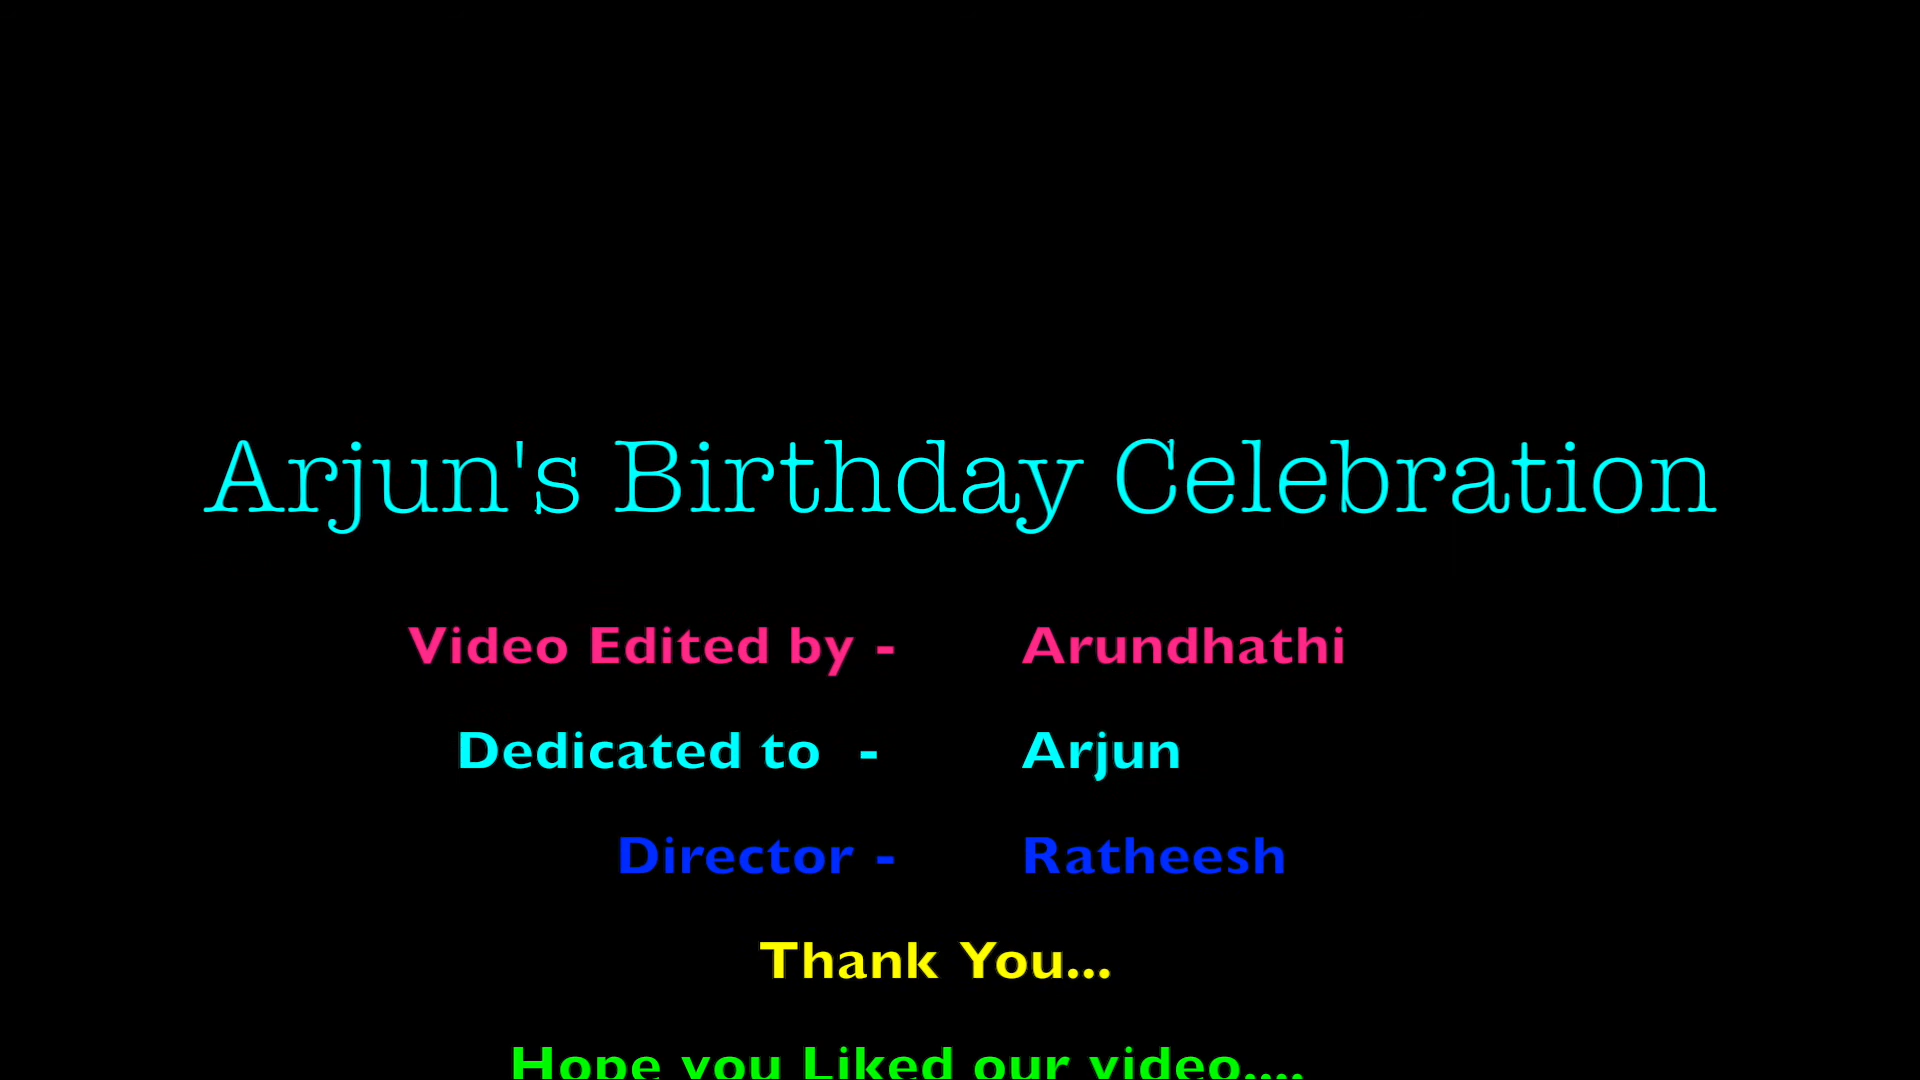 Arjun's Birthday Celebration
Video Edited by - Arundhathi
Dedicated to - Arjun
Director - Ratheesh
Thank You...
Hope you Liked our video....